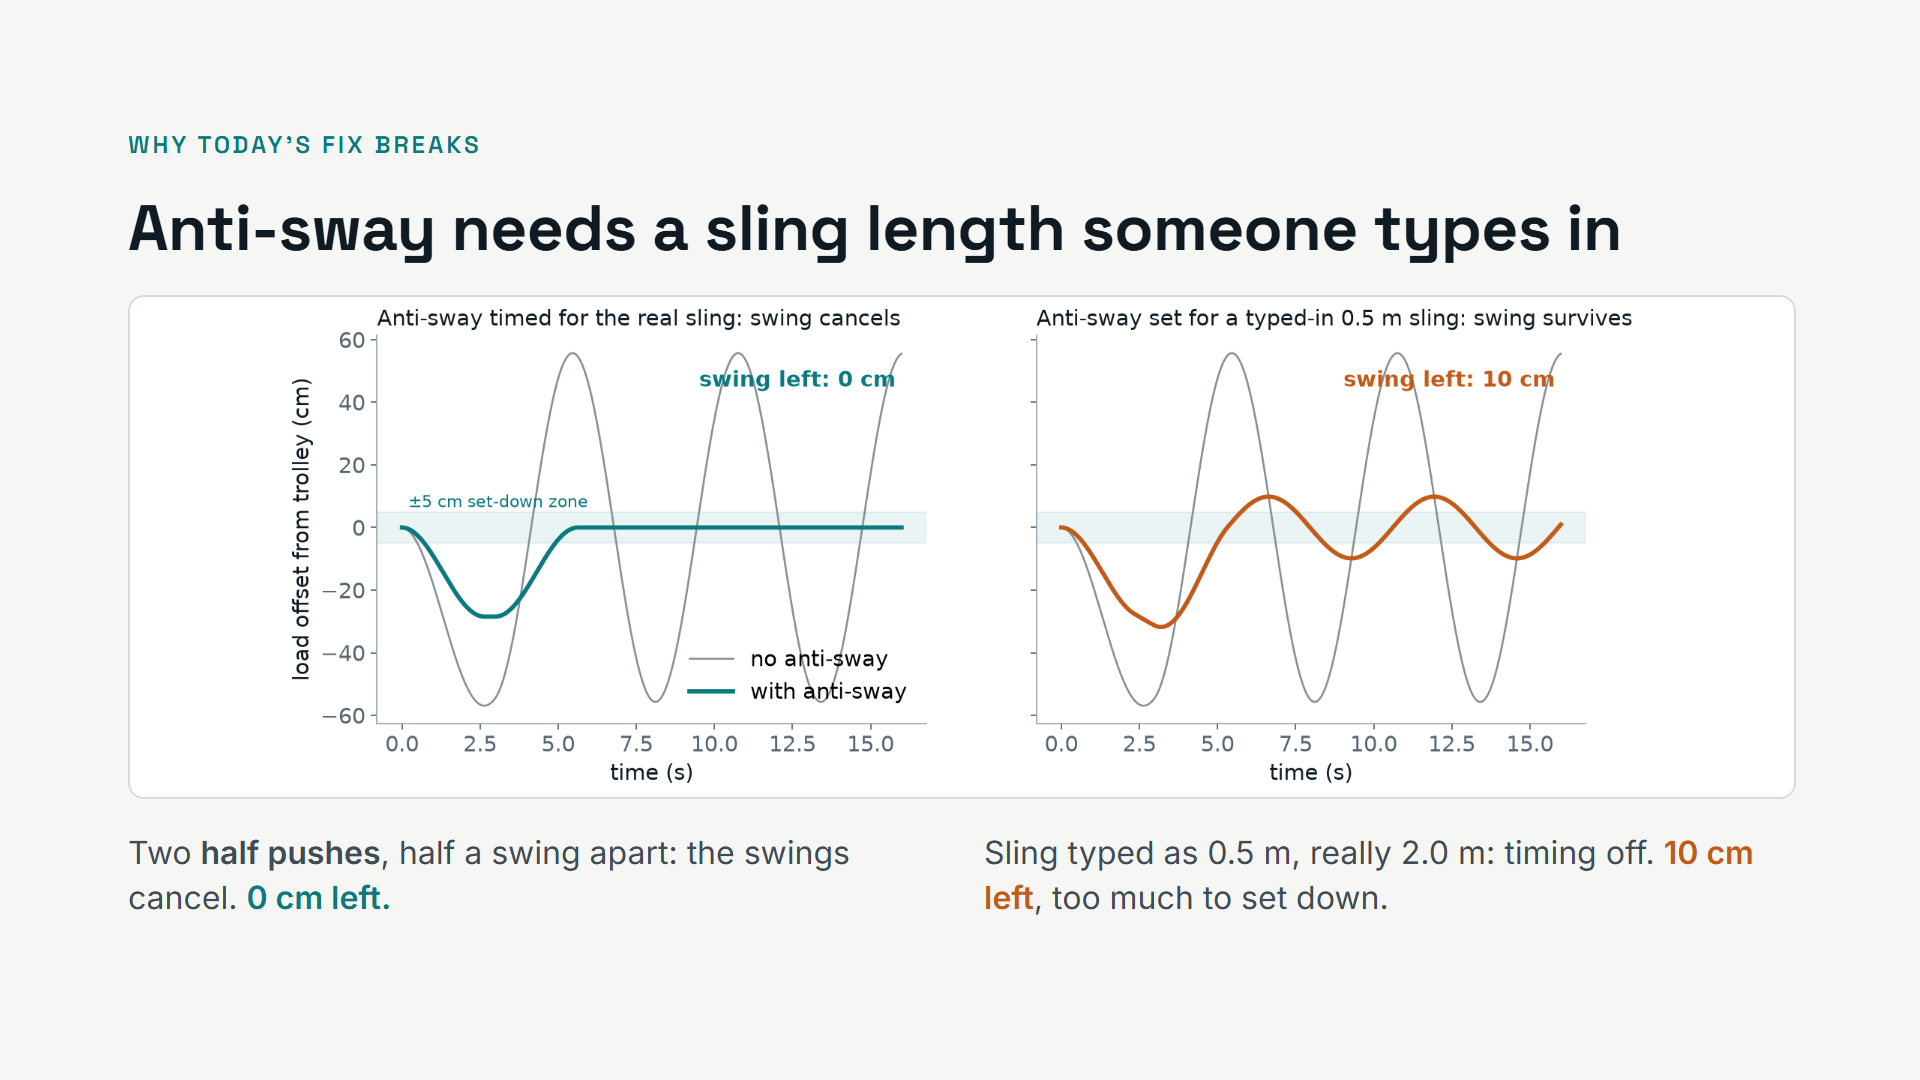 WHY TODAY’S FIX BREAKS
Anti-sway needs a sling length someone types in
Anti-sway timed for the real sling: swing cancels
60
40
20
0
−20
−40
−60
load offset from trolley (cm)
swing left: 0 cm
±5 cm set-down zone
no anti-sway
with anti-sway
0.0 2.5 5.0 7.5 10.0 12.5 15.0
time (s)
Anti-sway set for a typed-in 0.5 m sling: swing survives
swing left: 10 cm
0.0 2.5 5.0 7.5 10.0 12.5 15.0
time (s)
Two half pushes, half a swing apart: the swings
cancel. 0 cm left.
Sling typed as 0.5 m, really 2.0 m: timing off. 10 cm
left, too much to set down.